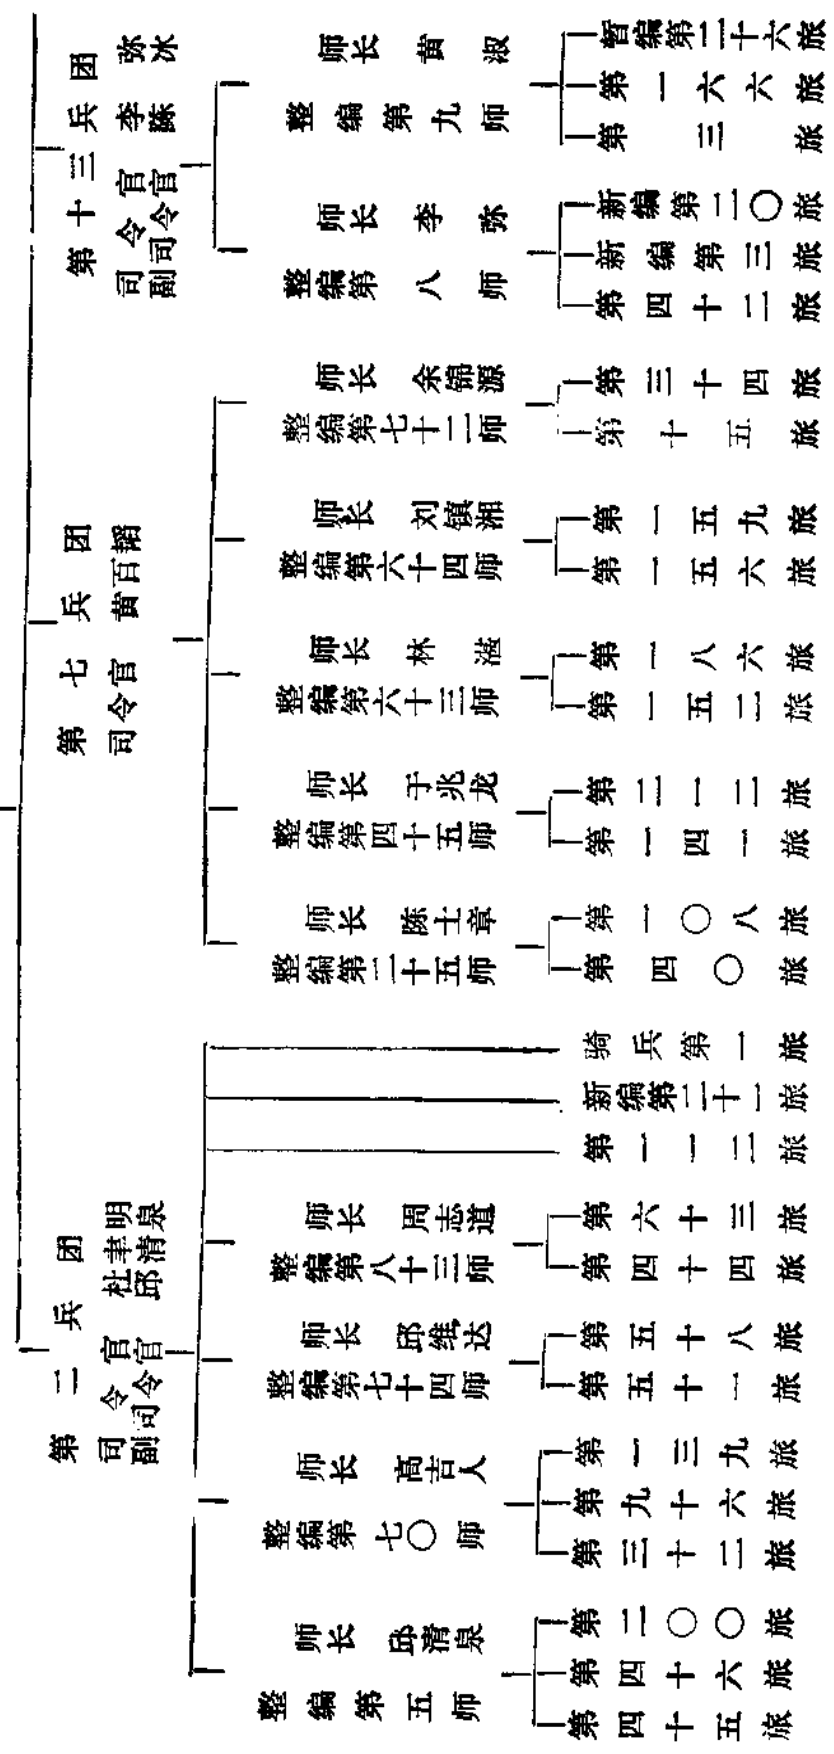 第二兵团
司令官 杜聿明
副司令官 邱清泉
整编第五师
师长 邱清泉
第四十五旅
第四十六旅
第二〇〇旅
整编第七〇师
师长 高吉人
第三十二旅
第九十六旅
第一三九旅
整编第七十四师
师长 邱维达
第五十一旅
第五十八旅
整编第八十三师
师长 周志道
第四十四旅
第六十三旅
第一一二旅
新编第二十一旅
骑兵第一旅
第七兵团
司令官 黄百韬
整编第二十五师
师长 陈士章
第四〇旅
第一〇八旅
整编第四十五师
师长 于兆龙
第一四一旅
第二一二旅
整编第六十三师
师长 林湛
第一五二旅
第一八六旅
整编第六十四师
师长 刘镇湘
第一五六旅
第一五九旅
整编第七十二师
师长 余锦源
第十五旅
第三十四旅
第十三兵团
司令官 李弥
副司令官 陈冰
整编第八师
师长 李弥
第四十二旅
新编第三旅
新编第二〇旅
整编第九师
师长 黄淑
第三旅
第一六六旅
暂编第二十六旅